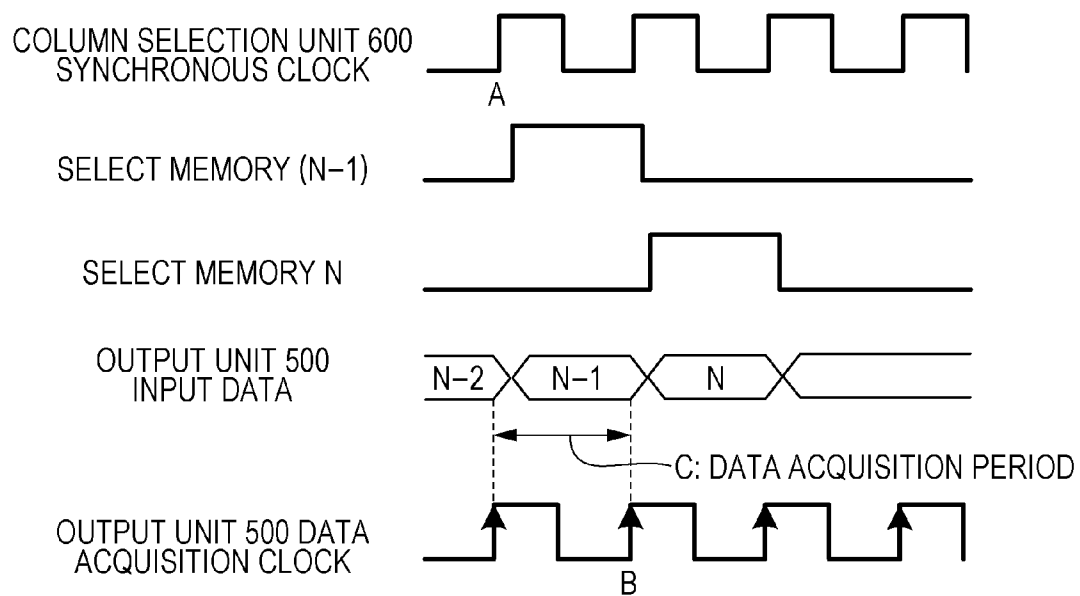 COLUMN SELECTION UNIT 600
SYNCHRONOUS CLOCK
A
SELECT MEMORY (N–1)
SELECT MEMORY N
OUTPUT UNIT 500
INPUT DATA
N–2
N–1
N
C: DATA ACQUISITION PERIOD
OUTPUT UNIT 500 DATA
ACQUISITION CLOCK
B